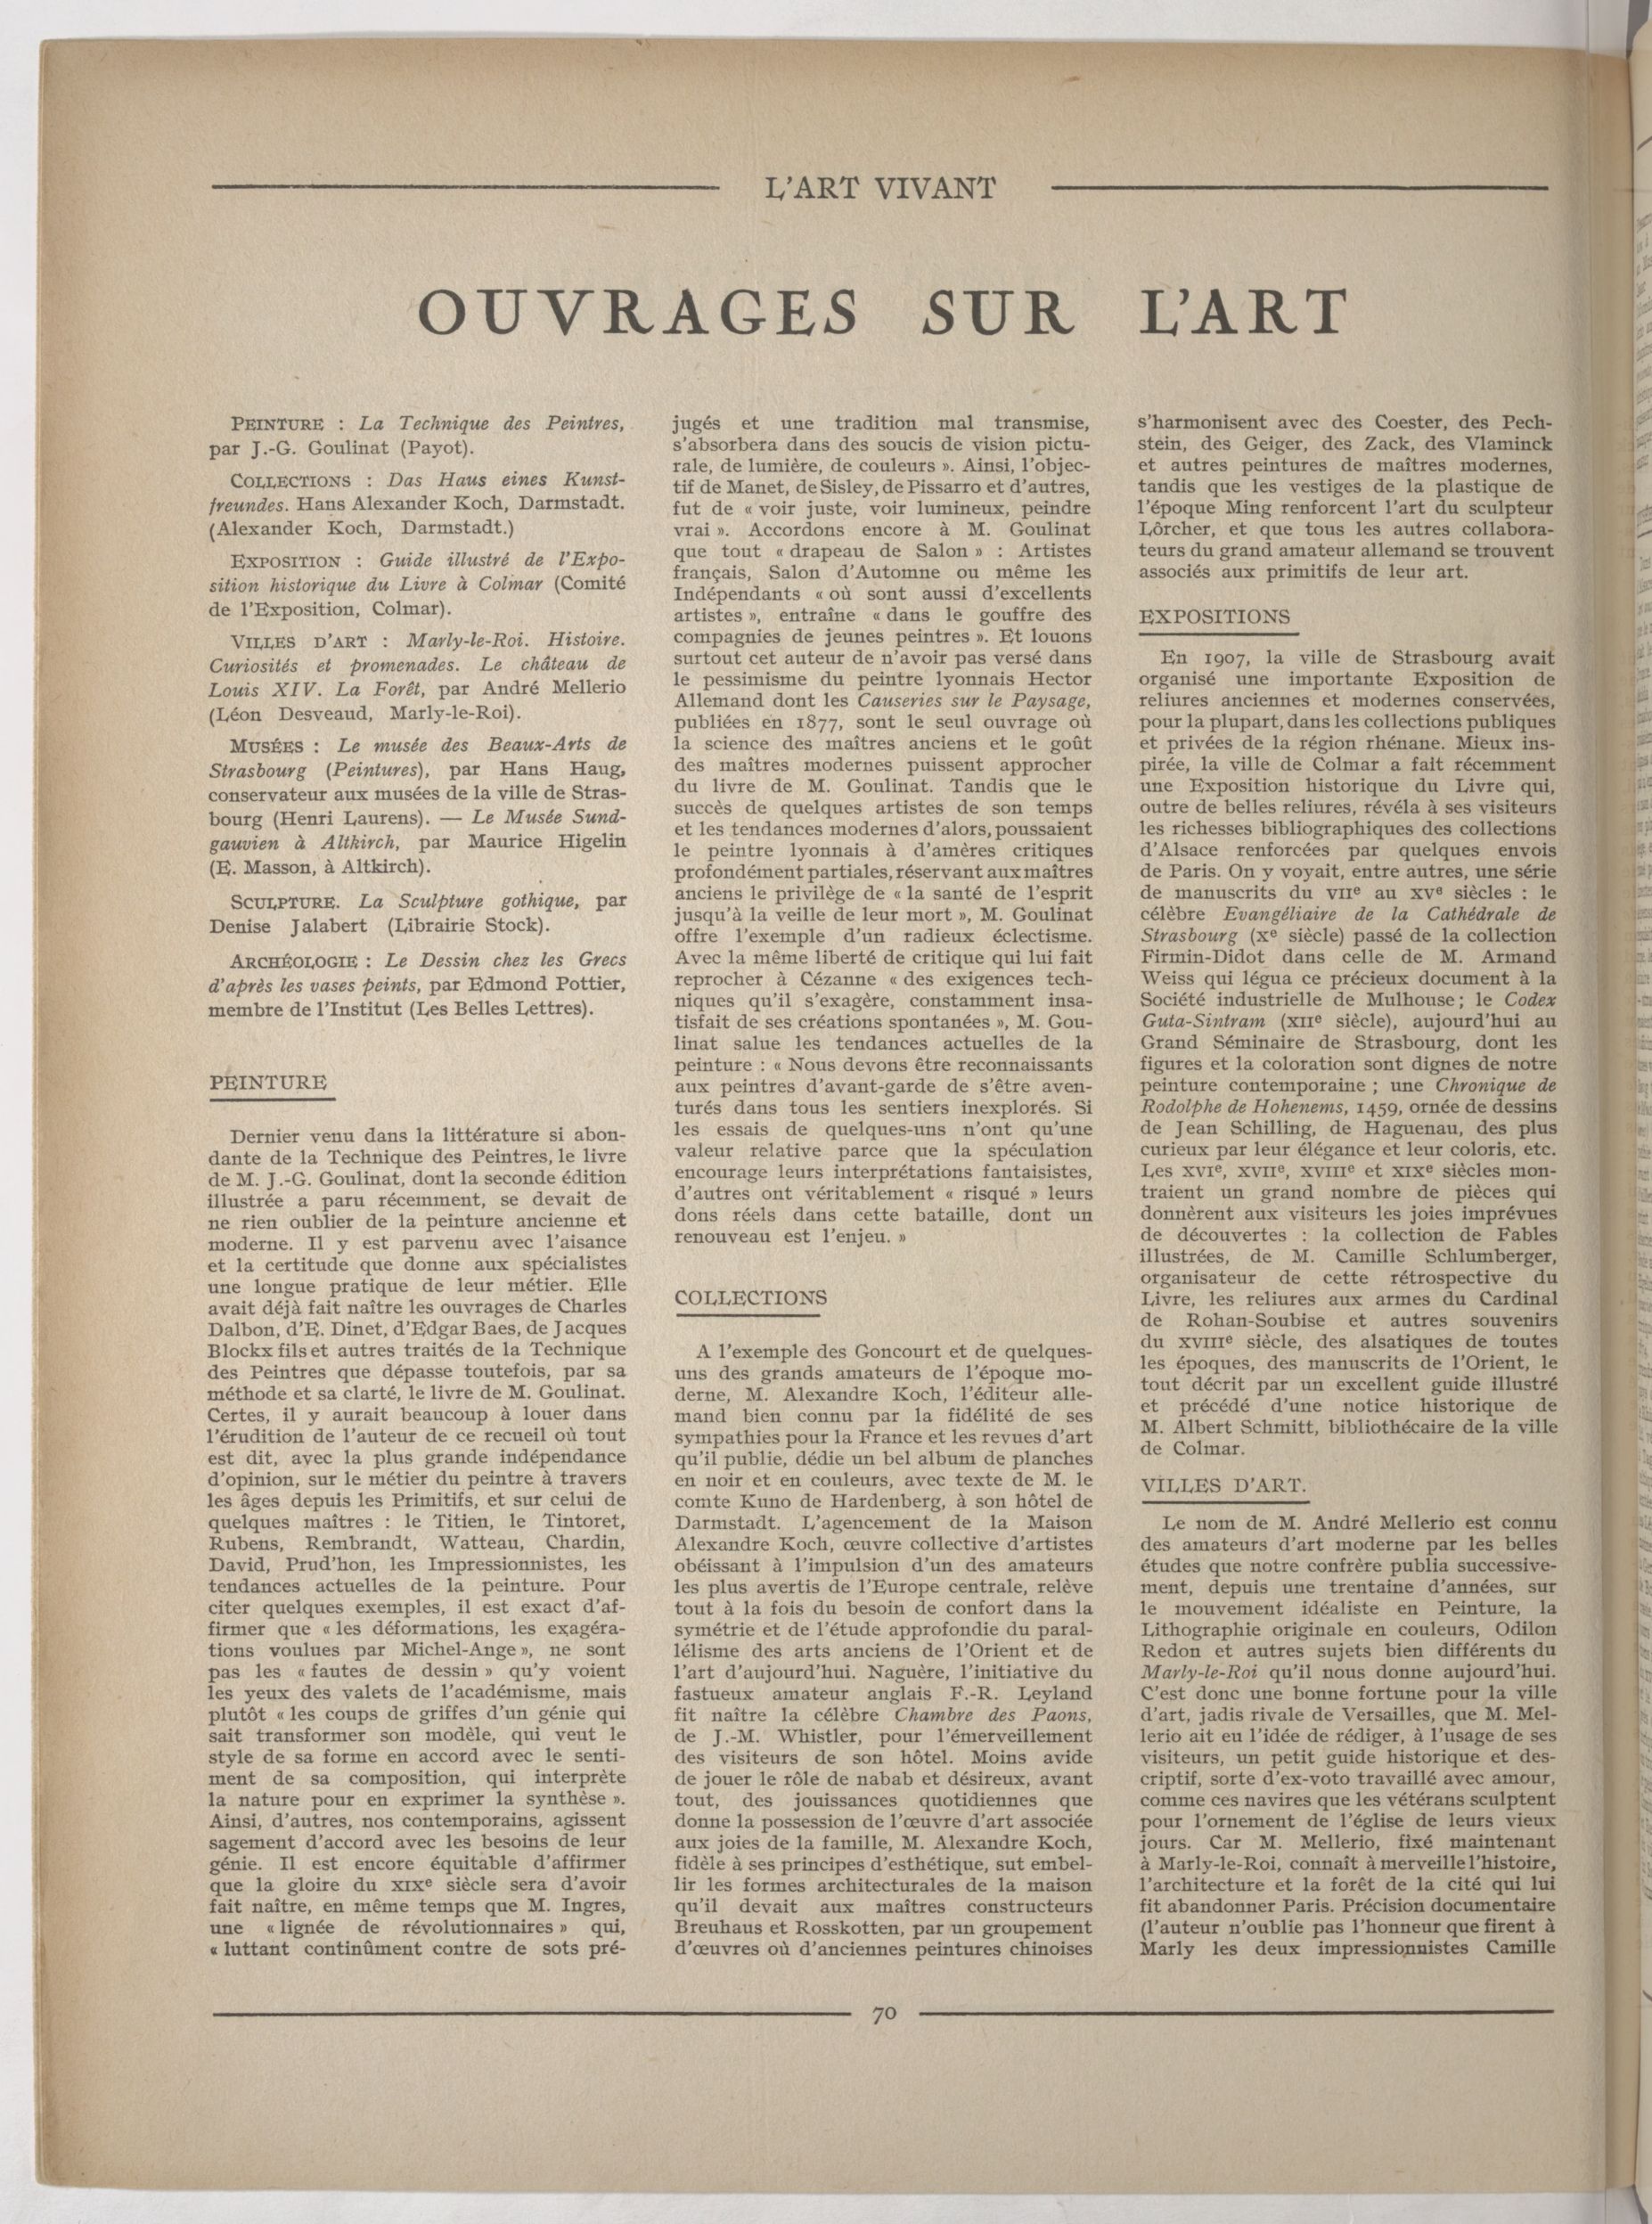 L'ART VIVANT
OUVRAGES SUR L'ART
PEINTURE : La Technique des Peintres,
par J.-G. Goulinat (Payot).
COLLECTIONS : Das Haus eines Kunst-
freundes. Hans Alexander Koch, Darmstadt.
(Alexander Koch, Darmstadt.)
EXPOSITION : Guide illustré de l'Expo-
sition historique du Livre à Colmar (Comité
de l'Exposition, Colmar).
VILLES D'ART : Marly-le-Roi. Histoire.
Curiosités et promenades. Le château de
Louis XIV. La Forêt, par André Mellerio
(Léon Desveaud, Marly-le-Roi).
MUSÉES : Le musée des Beaux-Arts de
Strasbourg (Peintures), par Hans Haug,
conservateur aux musées de la ville de Stras-
bourg (Henri Laurens). — Le Musée Sund-
gauvien à Altkirch, par Maurice Higelin
(E. Masson, à Altkirch).
SCULPTURE. La Sculpture gothique, par
Denise Jalabert (Librairie Stock).
ARCHÉOLOGIE : Le Dessin chez les Grecs
d'après les vases peints, par Edmond Pottier,
membre de l'Institut (Les Belles Lettres).
PEINTURE
Dernier venu dans la littérature si abon-
dante de la Technique des Peintres, le livre
de M. J.-G. Goulinat, dont la seconde édition
illustrée a paru récemment, se devait de
ne rien oublier de la peinture ancienne et
moderne. Il y est parvenu avec l'aisance
et la certitude que donne aux spécialistes
une longue pratique de leur métier. Elle
avait déjà fait naître les ouvrages de Charles
Dalbon, d'E. Dinet, d'Edgar Baes, de Jacques
Blockx fils et autres traités de la Technique
des Peintres que dépasse toutefois, par sa
méthode et sa clarté, le livre de M. Goulinat.
Certes, il y aurait beaucoup à louer dans
l'érudition de l'auteur de ce recueil où tout
est dit, avec la plus grande indépendance
d'opinion, sur le métier du peintre à travers
les âges depuis les Primitifs, et sur celui de
quelques maîtres : le Titien, le Tintoret,
Rubens, Rembrandt, Watteau, Chardin,
David, Prud'hon, les Impressionnistes, les
tendances actuelles de la peinture. Pour
citer quelques exemples, il est exact d'af-
firmer que « les déformations, les exagéra-
tions voulues par Michel-Ange », ne sont
pas les « fautes de dessin » qu'y voient
les yeux des valets de l'académisme, mais
plutôt « les coups de griffes d'un génie qui
sait transformer son modèle, qui veut le
style de sa forme en accord avec le senti-
ment de sa composition, qui interprète
la nature pour en exprimer la synthèse ».
Ainsi, d'autres, nos contemporains, agissent
sagement d'accord avec les besoins de leur
génie. Il est encore équitable d'affirmer
que la gloire du XIXe siècle sera d'avoir
fait naître, en même temps que M. Ingres,
une « lignée de révolutionnaires » qui,
« luttant continûment contre de sots pré-
jugés et une tradition mal transmise,
s'absorbera dans des soucis de vision pictu-
rale, de lumière, de couleurs ». Ainsi, l'objec-
tif de Manet, de Sisley, de Pissarro et d'autres,
fut de « voir juste, voir lumineux, peindre
vrai ». Accordons encore à M. Goulinat
que tout « drapeau de Salon » : Artistes
français, Salon d'Automne ou même les
Indépendants « où sont aussi d'excellents
artistes », entraîne « dans le gouffre des
compagnies de jeunes peintres ». Et louons
surtout cet auteur de n'avoir pas versé dans
le pessimisme du peintre lyonnais Hector
Allemand dont les Causeries sur le Paysage,
publiées en 1877, sont le seul ouvrage où
la science des maîtres anciens et le goût
des maîtres modernes puissent approcher
du livre de M. Goulinat. Tandis que le
succès de quelques artistes de son temps
et les tendances modernes d'alors, poussaient
le peintre lyonnais à d'amères critiques
profondément partiales, réservant aux maîtres
anciens le privilège de « la santé de l'esprit
jusqu'à la veille de leur mort », M. Goulinat
offre l'exemple d'un radieux éclectisme.
Avec la même liberté de critique qui lui fait
reprocher à Cézanne « des exigences tech-
niques qu'il s'exagère, constamment insa-
tisfait de ses créations spontanées », M. Gou-
linat salue les tendances actuelles de la
peinture : « Nous devons être reconnaissants
aux peintres d'avant-garde de s'être aven-
turés dans tous les sentiers inexplorés. Si
les essais de quelques-uns n'ont qu'une
valeur relative parce que la spéculation
encourage leurs interprétations fantaisistes,
d'autres ont véritablement « risqué » leurs
dons réels dans cette bataille, dont un
renouveau est l'enjeu. »
COLLECTIONS
A l'exemple des Goncourt et de quelques-
uns des grands amateurs de l'époque mo-
derne, M. Alexandre Koch, l'éditeur alle-
mand bien connu par la fidélité de ses
sympathies pour la France et les revues d'art
qu'il publie, dédie un bel album de planches
en noir et en couleurs, avec texte de M. le
comte Kuno de Hardenberg, à son hôtel de
Darmstadt. L'agencement de la Maison
Alexandre Koch, œuvre collective d'artistes
obéissant à l'impulsion d'un des amateurs
les plus avertis de l'Europe centrale, relève
tout à la fois du besoin de confort dans la
symétrie et de l'étude approfondie du paral-
lélisme des arts anciens de l'Orient et de
l'art d'aujourd'hui. Naguère, l'initiative du
fastueux amateur anglais F.-R. Leyland
fit naître la célèbre Chambre des Paons,
de J.-M. Whistler, pour l'émerveillement
des visiteurs de son hôtel. Moins avide
de jouer le rôle de nabab et désireux, avant
tout, des jouissances quotidiennes que
donne la possession de l'œuvre d'art associée
aux joies de la famille, M. Alexandre Koch,
fidèle à ses principes d'esthétique, sut embel-
lir les formes architecturales de la maison
qu'il devait aux maîtres constructeurs
Breuhaus et Rosskotten, par un groupement
d'œuvres où d'anciennes peintures chinoises
s'harmonisent avec des Coester, des Pech-
stein, des Geiger, des Zack, des Vlaminck
et autres peintures de maîtres modernes,
tandis que les vestiges de la plastique de
l'époque Ming renforcent l'art du sculpteur
Lôrcher, et que tous les autres collabora-
teurs du grand amateur allemand se trouvent
associés aux primitifs de leur art.
EXPOSITIONS
En 1907, la ville de Strasbourg avait
organisé une importante Exposition de
reliures anciennes et modernes conservées,
pour la plupart, dans les collections publiques
et privées de la région rhénane. Mieux ins-
pirée, la ville de Colmar a fait récemment
une Exposition historique du Livre qui,
outre de belles reliures, révéla à ses visiteurs
les richesses bibliographiques des collections
d'Alsace renforcées par quelques envois
de Paris. On y voyait, entre autres, une série
de manuscrits du VIIe au XVe siècles : le
célèbre Evangéliaire de la Cathédrale de
Strasbourg (Xe siècle) passé de la collection
Firmin-Didot dans celle de M. Armand
Weiss qui légua ce précieux document à la
Société industrielle de Mulhouse ; le Codex
Guta-Sintram (XIIe siècle), aujourd'hui au
Grand Séminaire de Strasbourg, dont les
figures et la coloration sont dignes de notre
peinture contemporaine ; une Chronique de
Rodolphe de Hohenems, 1459, ornée de dessins
de Jean Schilling, de Haguenau, des plus
curieux par leur élégance et leur coloris, etc.
Les XVIe, XVIIe, XVIIIe et XIXe siècles mon-
traient un grand nombre de pièces qui
donnèrent aux visiteurs les joies imprévues
de découvertes : la collection de Fables
illustrées, de M. Camille Schlumberger,
organisateur de cette rétrospective du
Livre, les reliures aux armes du Cardinal
de Rohan-Soubise et autres souvenirs
du XVIIIe siècle, des alsatiques de toutes
les époques, des manuscrits de l'Orient, le
tout décrit par un excellent guide illustré
et précédé d'une notice historique de
M. Albert Schmitt, bibliothécaire de la ville
de Colmar.
VILLES D'ART.
Le nom de M. André Mellerio est connu
des amateurs d'art moderne par les belles
études que notre confrère publia successive-
ment, depuis une trentaine d'années, sur
le mouvement idéaliste en Peinture, la
Lithographie originale en couleurs, Odilon
Redon et autres sujets bien différents du
Marly-le-Roi qu'il nous donne aujourd'hui.
C'est donc une bonne fortune pour la ville
d'art, jadis rivale de Versailles, que M. Mel-
lerio ait eu l'idée de rédiger, à l'usage de ses
visiteurs, un petit guide historique et des-
criptif, sorte d'ex-voto travaillé avec amour,
comme ces navires que les vétérans sculptent
pour l'ornement de l'église de leurs vieux
jours. Car M. Mellerio, fixé maintenant
à Marly-le-Roi, connaît à merveille l'histoire,
l'architecture et la forêt de la cité qui lui
fit abandonner Paris. Précision documentaire
(l'auteur n'oublie pas l'honneur que firent à
Marly les deux impressionnistes Camille
70